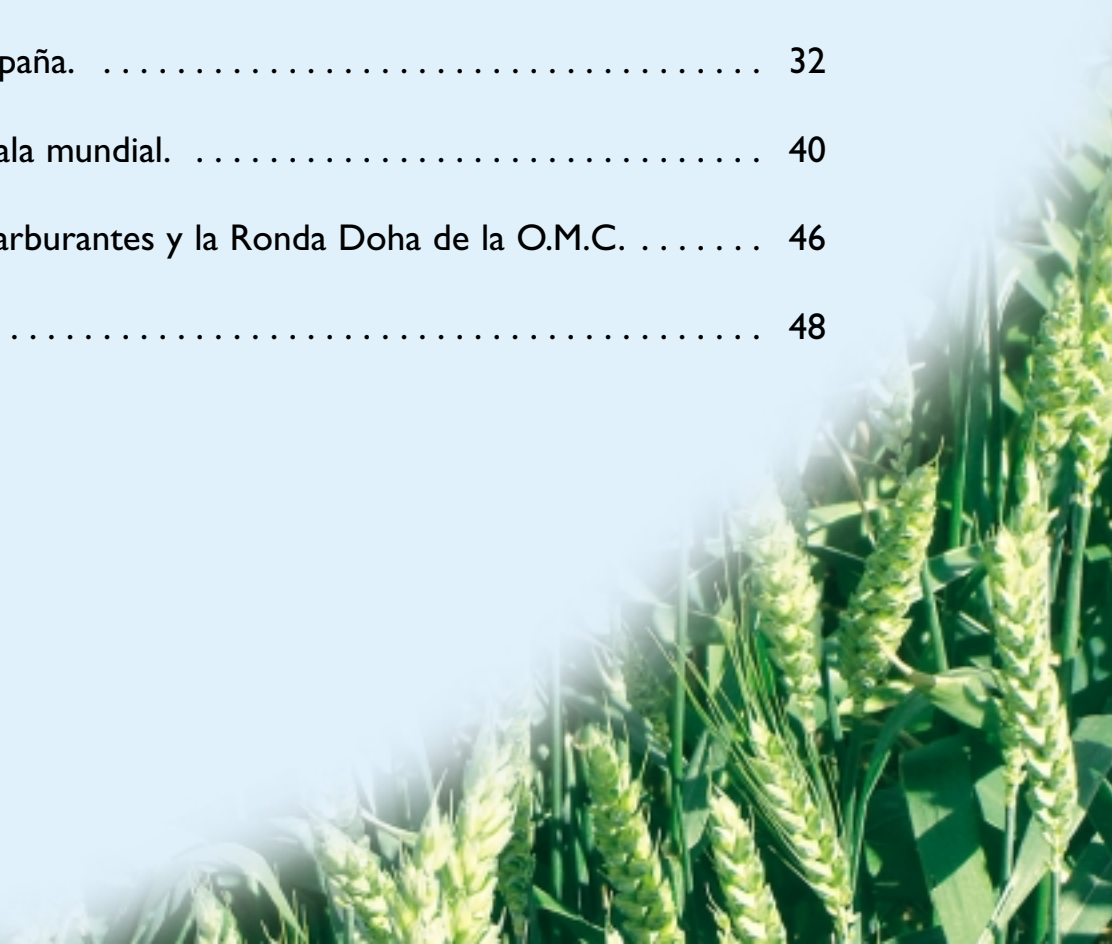 paña. . . . . . . . . . . . . . . . . . . . . . . . . . . . . . . . . . . . . 32
ala mundial. . . . . . . . . . . . . . . . . . . . . . . . . . . . . . . . 40
arburantes y la Ronda Doha de la O.M.C. . . . . . . . 46
. . . . . . . . . . . . . . . . . . . . . . . . . . . . . . . . . . . . . . . . . 48